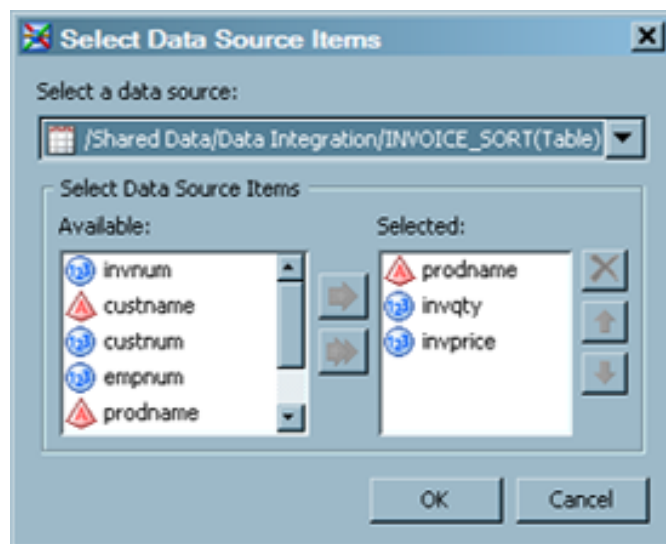 Select Data Source Items
Select a data source:
/Shared Data/Data Integration/INVOICE_SORT(Table)
Select Data Source Items
Available:
invnum
custname
custnum
empnum
prodname
Selected:
prodname
invqty
invprice
OK
Cancel